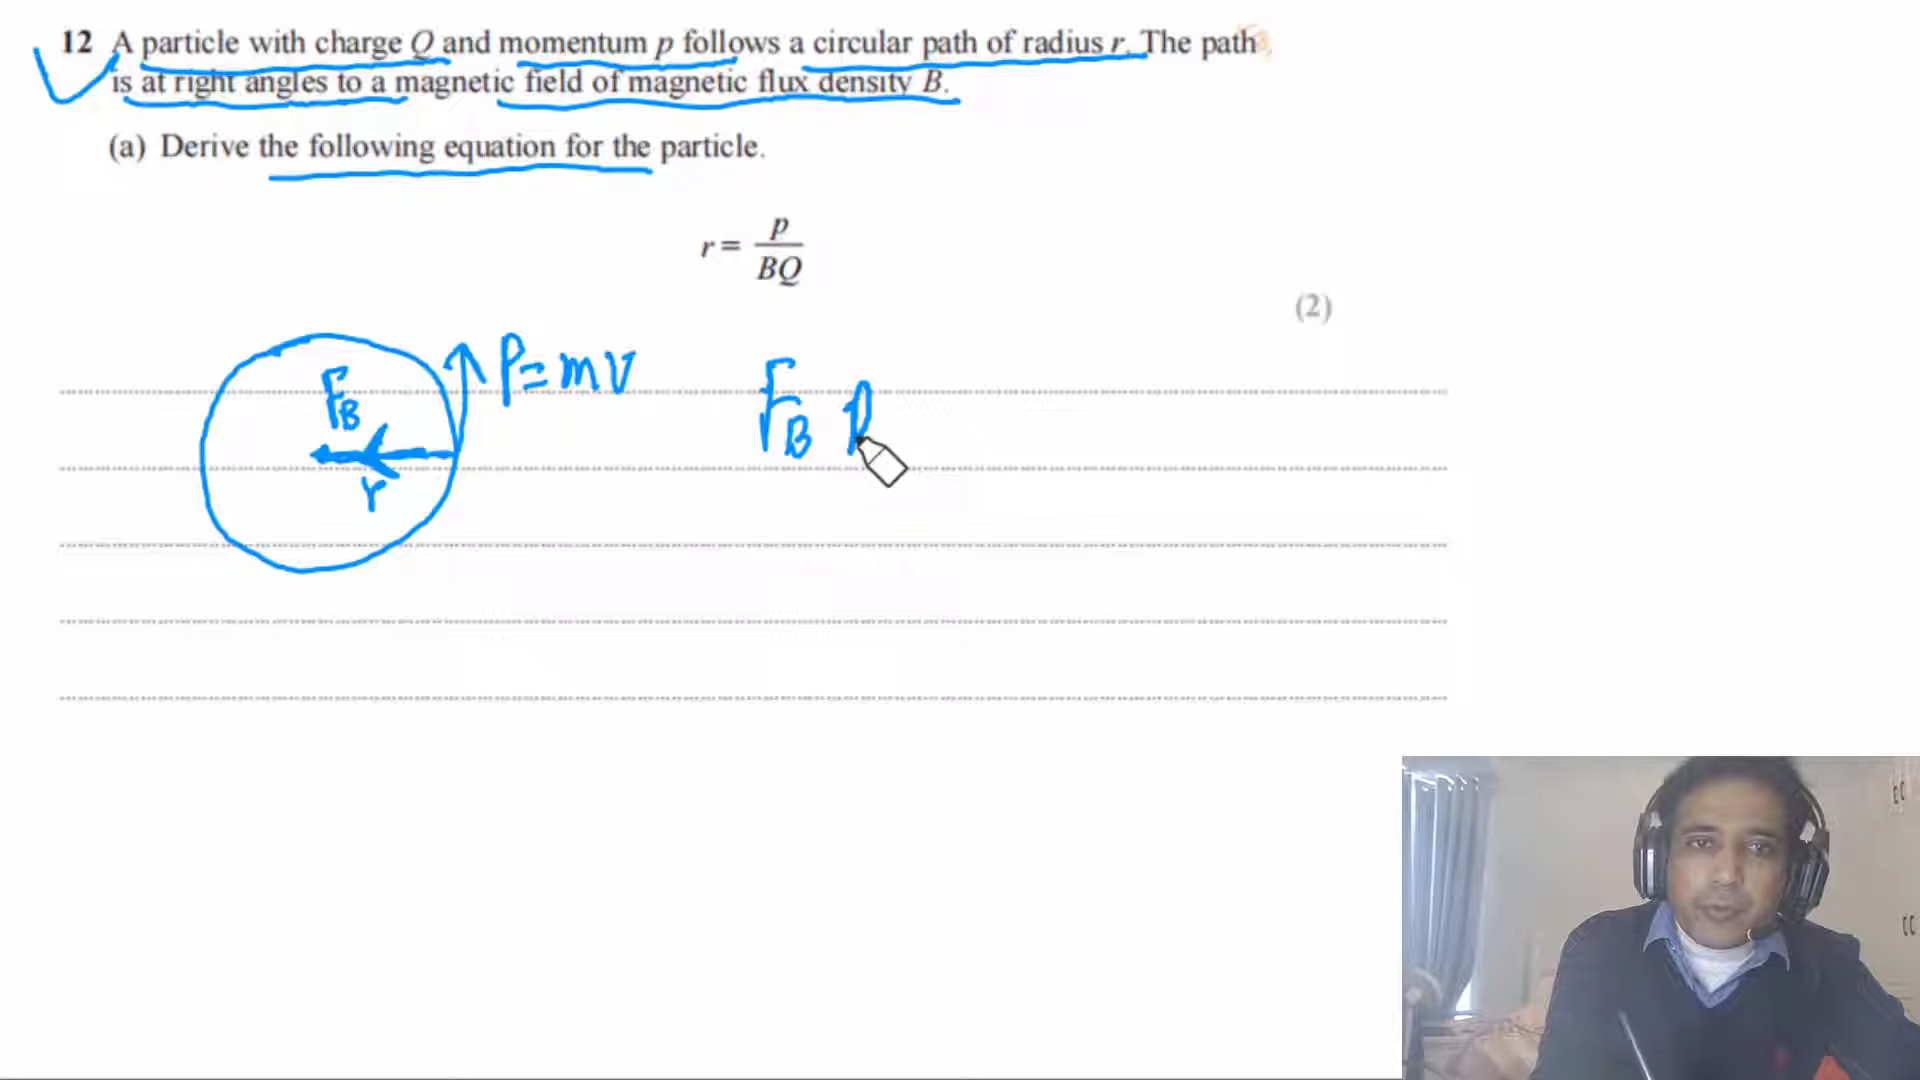 12 A particle with charge Q and momentum p follows a circular path of radius r. The path
is at right angles to a magnetic field of magnetic flux density B.
(a) Derive the following equation for the particle.
r = p
BQ
(2)
P = mv
F_B
F_B
r